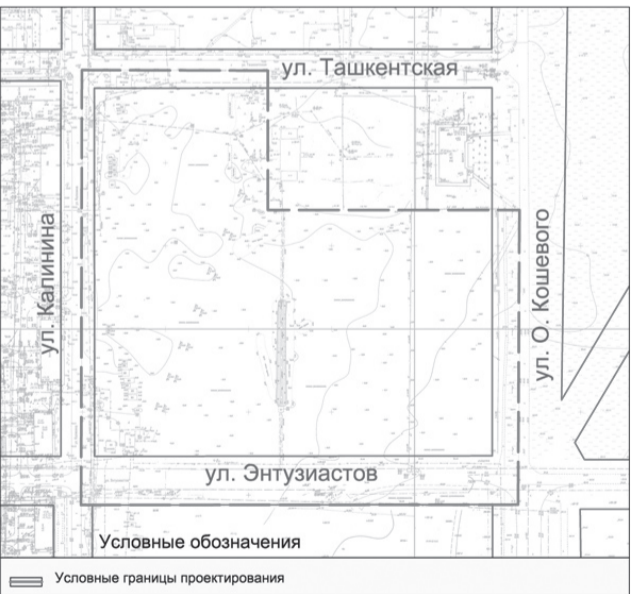 ул. Ташкентская
ул. Калинина
ул. О. Кошевого
ул. Энтузиастов
Условные обозначения
Условные границы проектирования